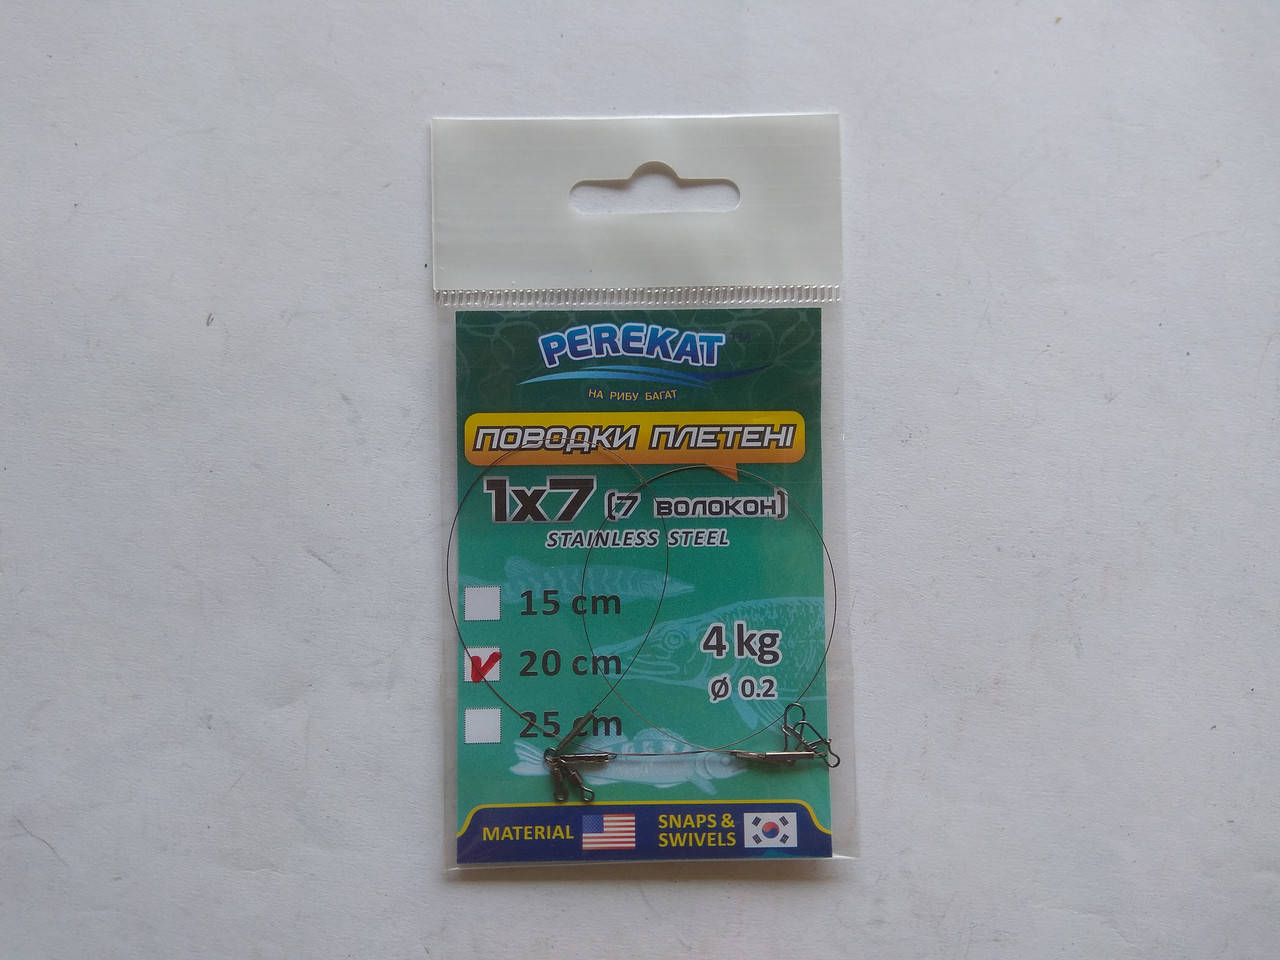 PEREKAT™
НА РИБУ БАГАТ
ПОВОДКИ ПЛЕТЕНІ
1x7 (7 ВОЛОКОН)
STAINLESS STEEL
15 cm
20 cm
25 cm
4 kg
Ø 0.2
MATERIAL
SNAPS &
SWIVELS